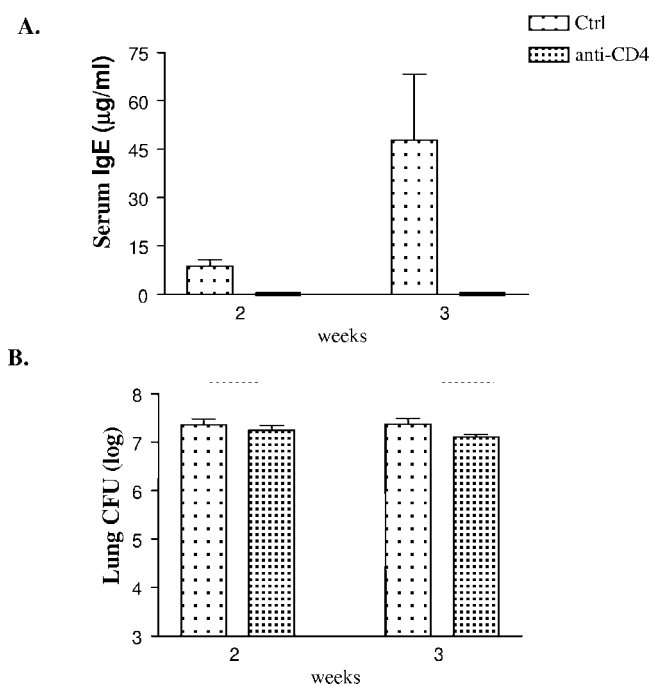 A.
Ctrl
anti-CD4
75
60
45
30
15
0
Serum IgE (μg/ml)
2
3
weeks
B.
8
7
6
5
4
3
Lung CFU (log)
2
3
weeks